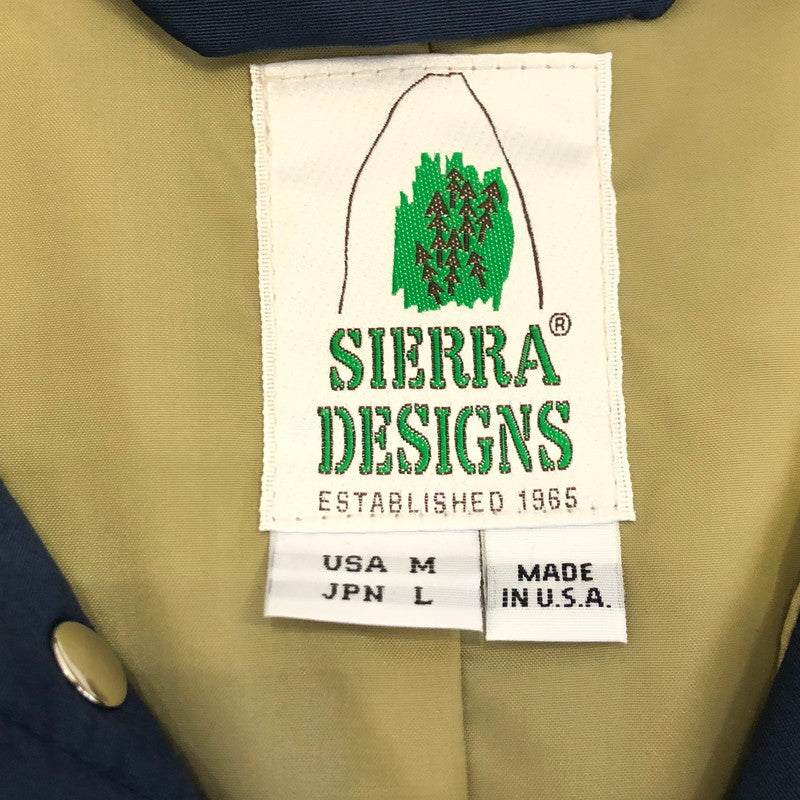 SIERRA®
DESIGNS
ESTABLISHED 1965
USA M
JPN L
MADE
IN U.S.A.